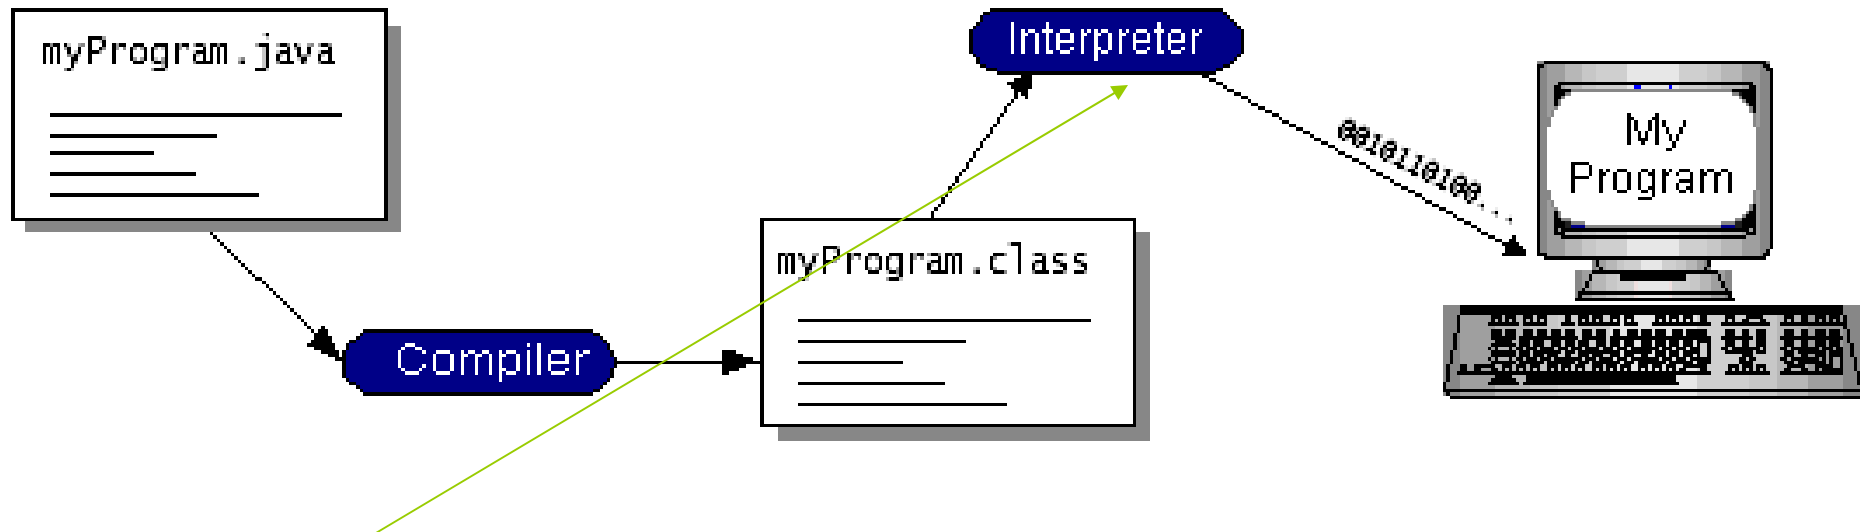 myProgram.java
Compiler
myProgram.class
Interpreter
0010110100...
My
Program